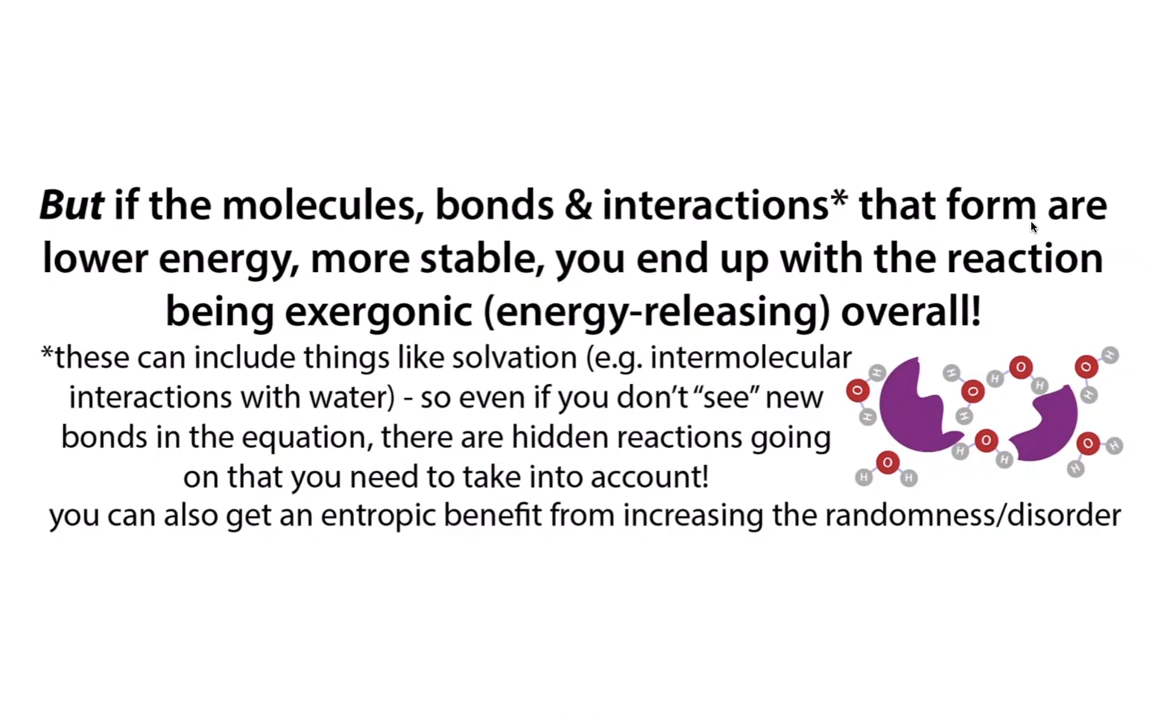 But if the molecules, bonds & interactions* that form are
lower energy, more stable, you end up with the reaction
being exergonic (energy-releasing) overall!
*these can include things like solvation (e.g. intermolecular
interactions with water) - so even if you don’t “see” new
bonds in the equation, there are hidden reactions going
on that you need to take into account!
you can also get an entropic benefit from increasing the randomness/disorder
H O H
H O H
H O H
O H H
H O H
O H H
H O H